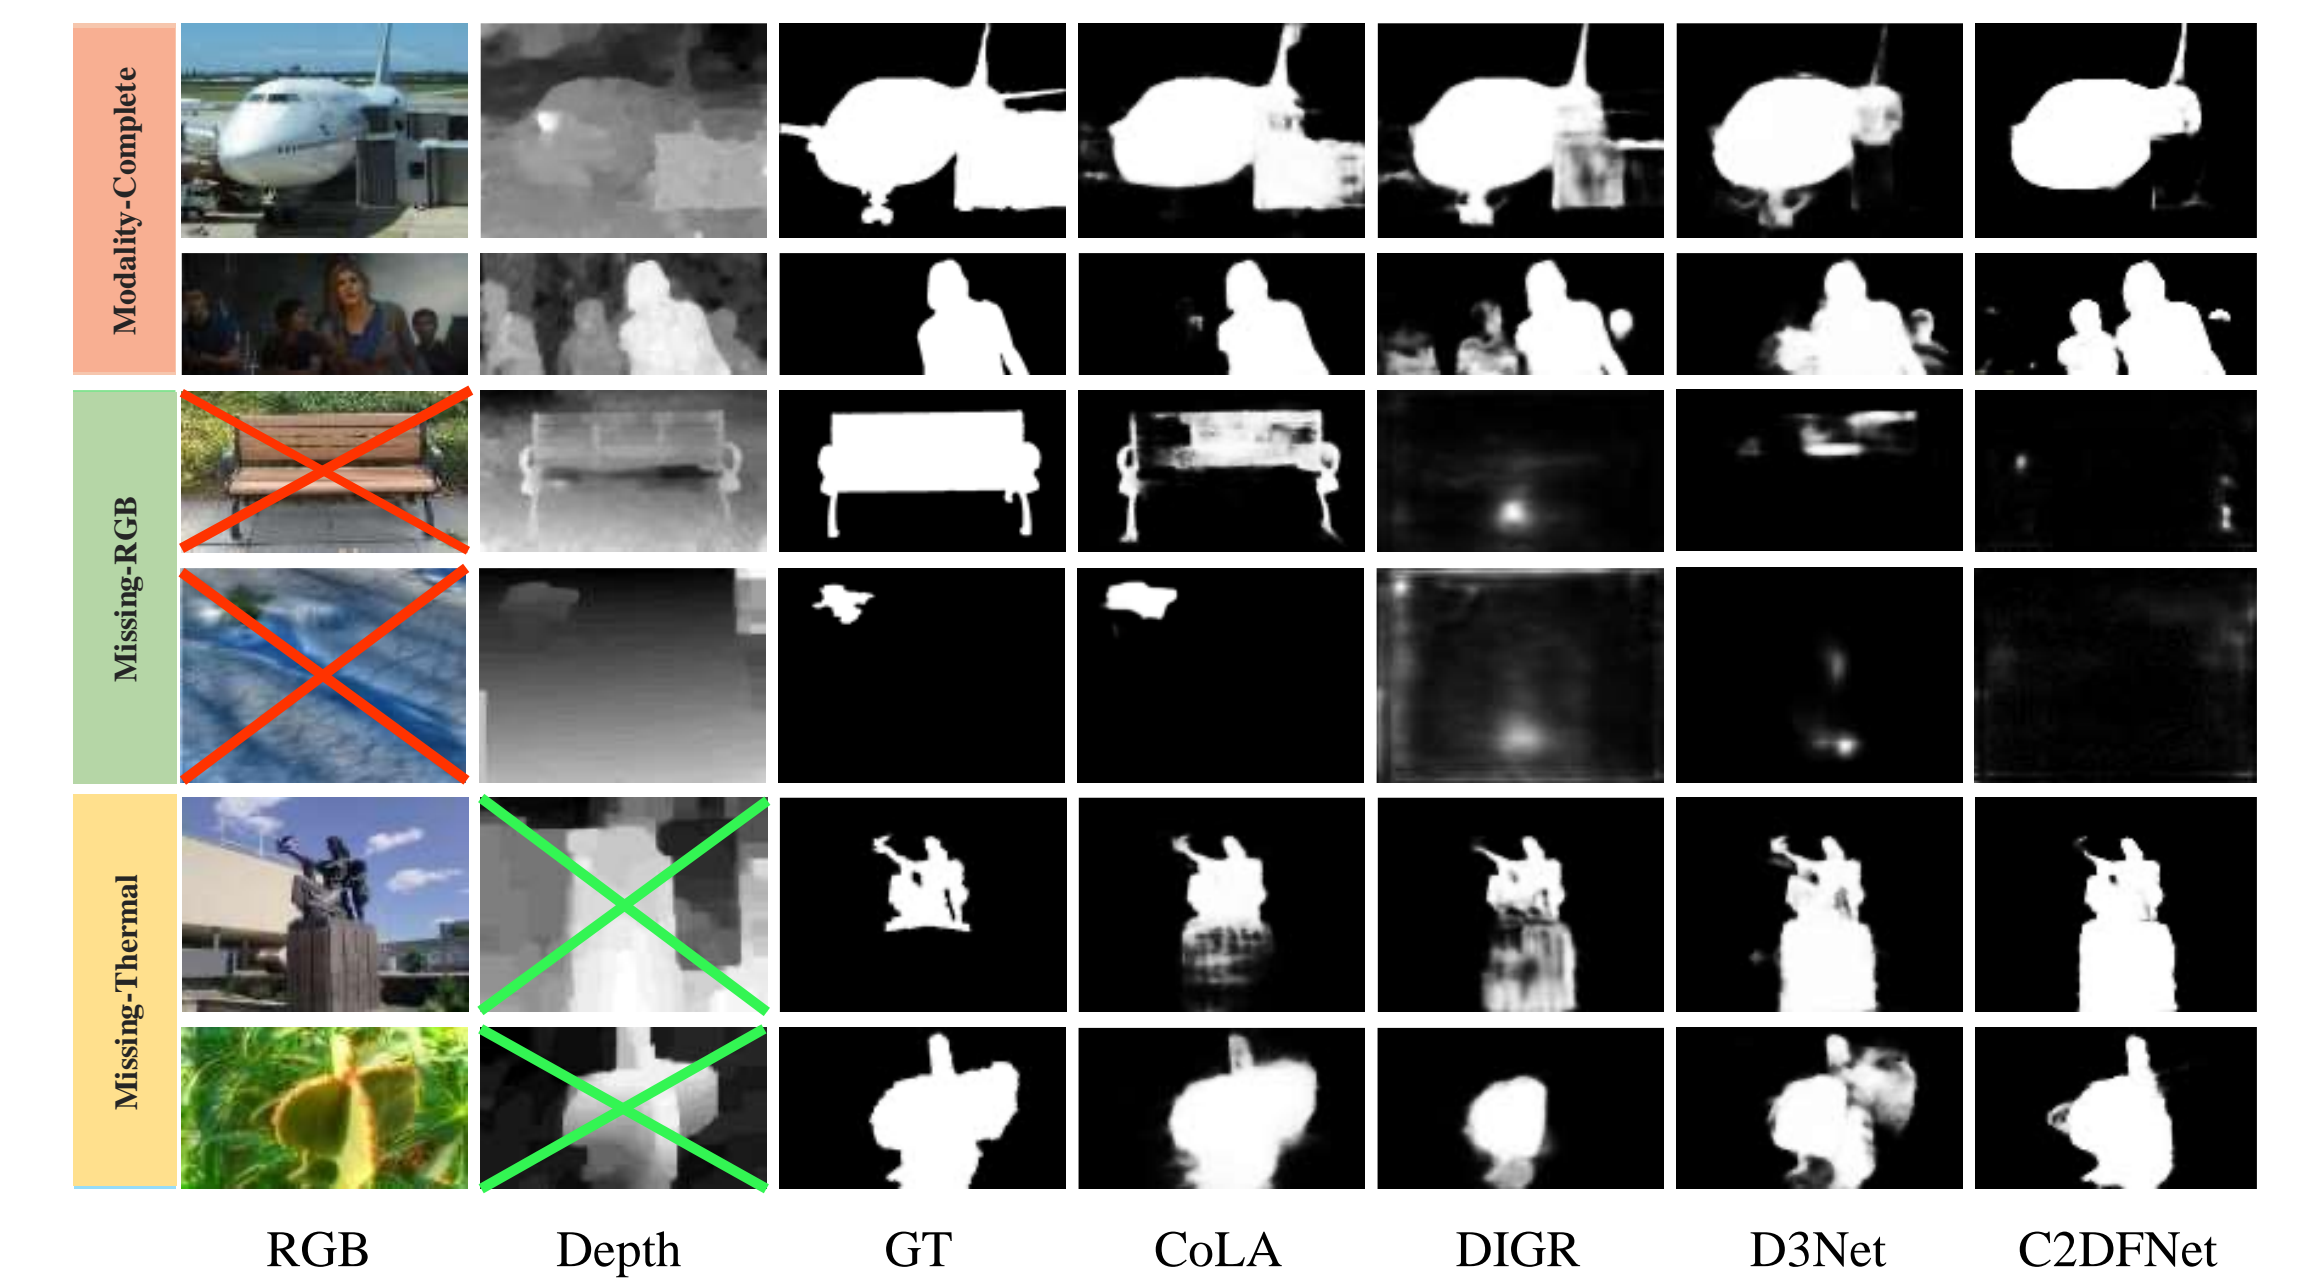 Modality-Complete
Missing-RGB
Missing-Thermal
RGB Depth GT CoLA DIGR D3Net C2DFNet